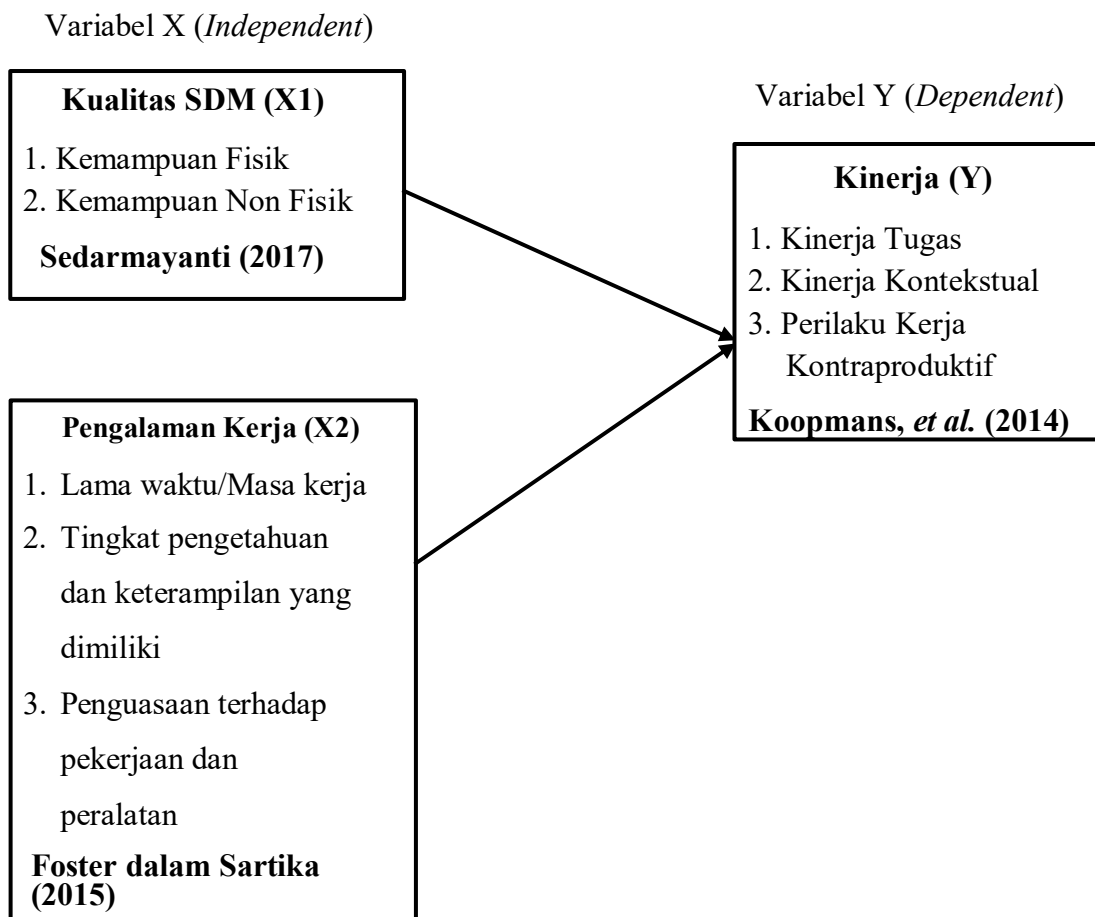 Variabel X (Independent)
Kualitas SDM (X1)
1. Kemampuan Fisik
2. Kemampuan Non Fisik
Sedarmayanti (2017)
Pengalaman Kerja (X2)
1. Lama waktu/Masa kerja
2. Tingkat pengetahuan
dan keterampilan yang
dimiliki
3. Penguasaan terhadap
pekerjaan dan
peralatan
Foster dalam Sartika
(2015)
Variabel Y (Dependent)
Kinerja (Y)
1. Kinerja Tugas
2. Kinerja Kontekstual
3. Perilaku Kerja
Kontraproduktif
Koopmans, et al. (2014)